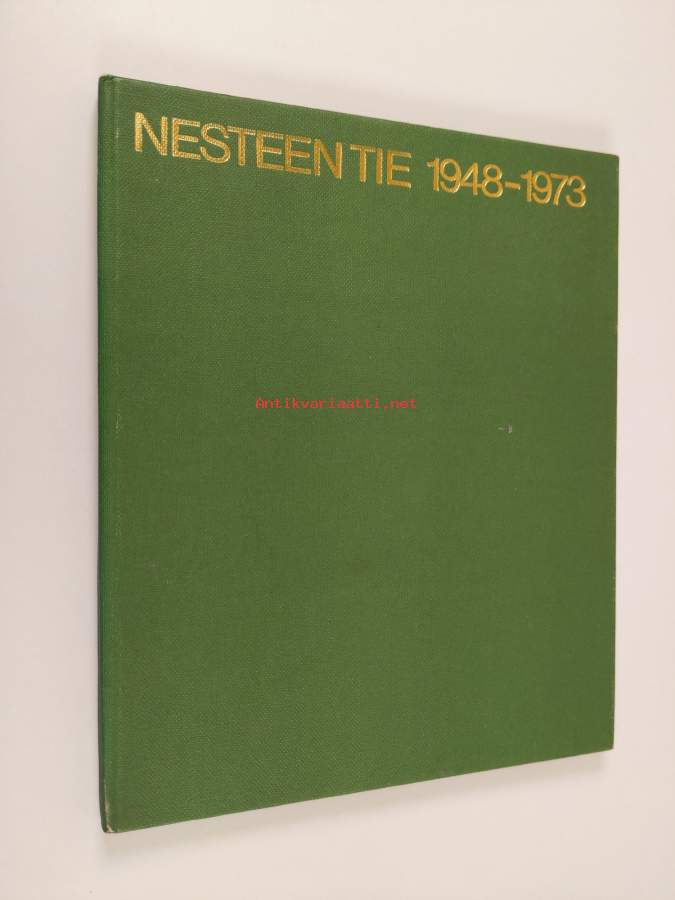 NESTEEN TIE 1948-1973
Antikvariaatti.net